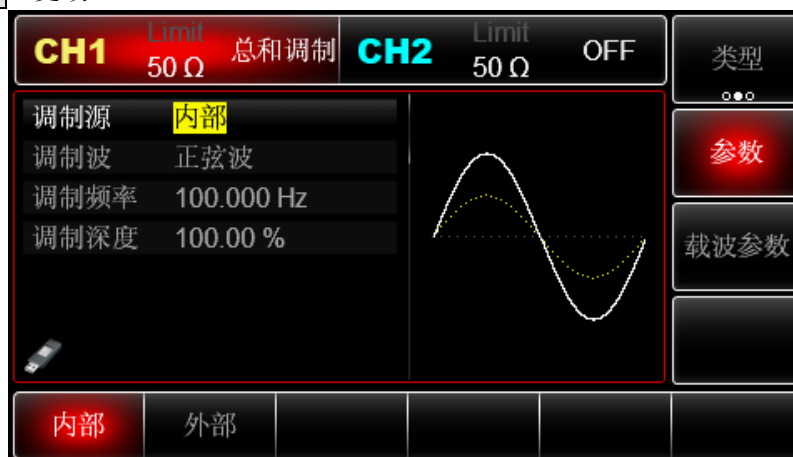 CH1 Limit 50 Ω 总和调制 CH2 Limit 50 Ω OFF
类型
调制源 内部
调制波 正弦波
调制频率 100.000 Hz
调制深度 100.00 %
参数
载波参数
内部 外部